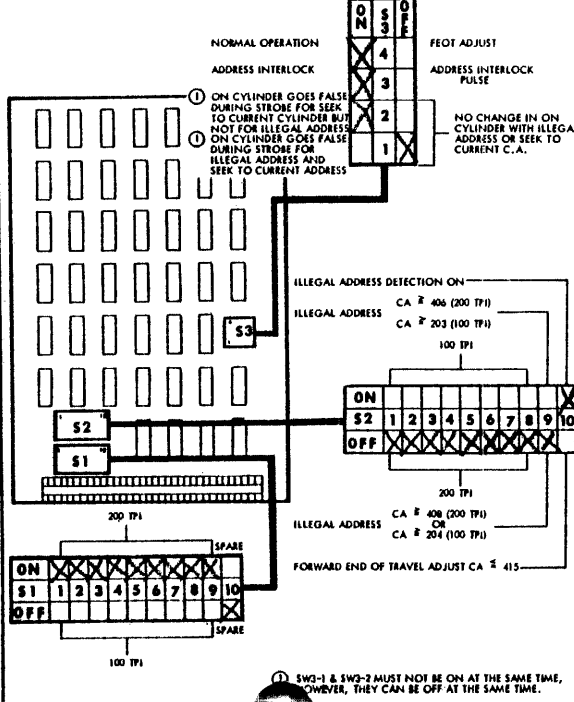 ON S3 OFF
NORMAL OPERATION 4 FEOT ADJUST
ADDRESS INTERLOCK 3 ADDRESS INTERLOCK
PULSE
1 ON CYLINDER GOES FALSE
DURING STROBE FOR SEEK
TO CURRENT CYLINDER BUT
NOT FOR ILLEGAL ADDRESS
2
NO CHANGE IN ON
CYLINDER WITH ILLEGA
ADDRESS OR SEEK TO
CURRENT C.A.
1 ON CYLINDER GOES FALSE
DURING STROBE FOR
ILLEGAL ADDRESS AND
SEEK TO CURRENT ADDRESS
1
ILLEGAL ADDRESS DETECTION ON
ILLEGAL ADDRESS
CA ≥ 406 (200 TPI)
CA ≥ 203 (100 TPI)
S3
100 TPI
ON
S2 1 2 3 4 5 6 7 8 9 10
OFF
S2
S1
200 TPI
ILLEGAL ADDRESS
CA ≥ 408 (200 TPI)
OR
CA ≥ 204 (100 TPI)
FORWARD END OF TRAVEL ADJUST CA ≤ 415
200 TPI
SPARE
ON
S1 1 2 3 4 5 6 7 8 9 10
OFF
SPARE
100 TPI
1 SW3-1 & SW3-2 MUST NOT BE ON AT THE SAME TIME,
HOWEVER, THEY CAN BE OFF AT THE SAME TIME.